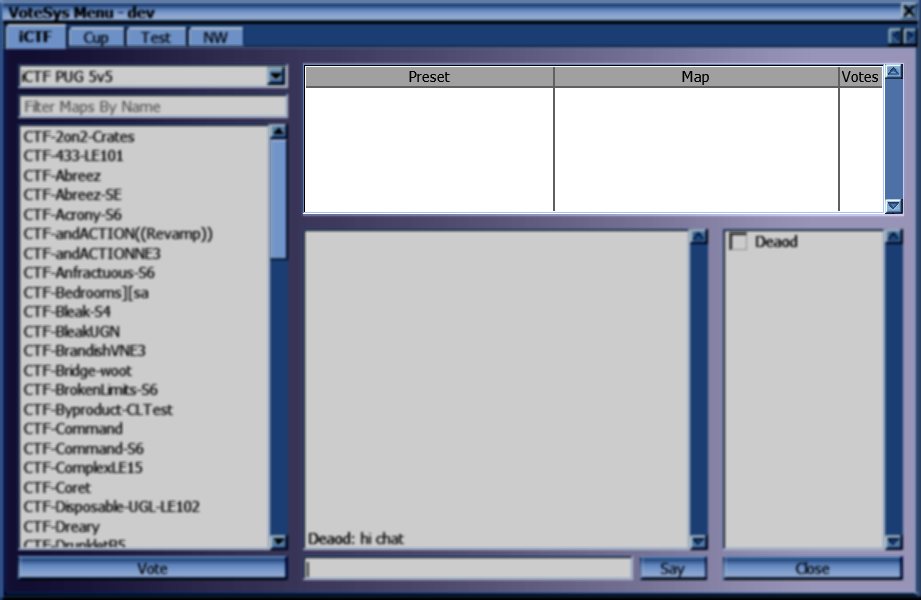 VoteSys Menu - dev
iCTF Cup Test NW
iCTF PUG 5v5
Filter Maps By Name
CTF-2on2-Crates
CTF-433-LE101
CTF-Abreez
CTF-Abreez-SE
CTF-Acrony-S6
CTF-andACTION((Revamp))
CTF-andACTIONNE3
CTF-Anfractuous-S6
CTF-Bedrooms][sa
CTF-Bleak-S4
CTF-BleakUGN
CTF-BrandishVNE3
CTF-Bridge-woot
CTF-BrokenLimits-S6
CTF-Byproduct-CLTest
CTF-Command
CTF-Command-S6
CTF-ComplexLE15
CTF-Coret
CTF-Disposable-UGL-LE102
CTF-Dreary
Vote
Preset Map Votes
Deaod: hi chat
Say
Deaod
Close